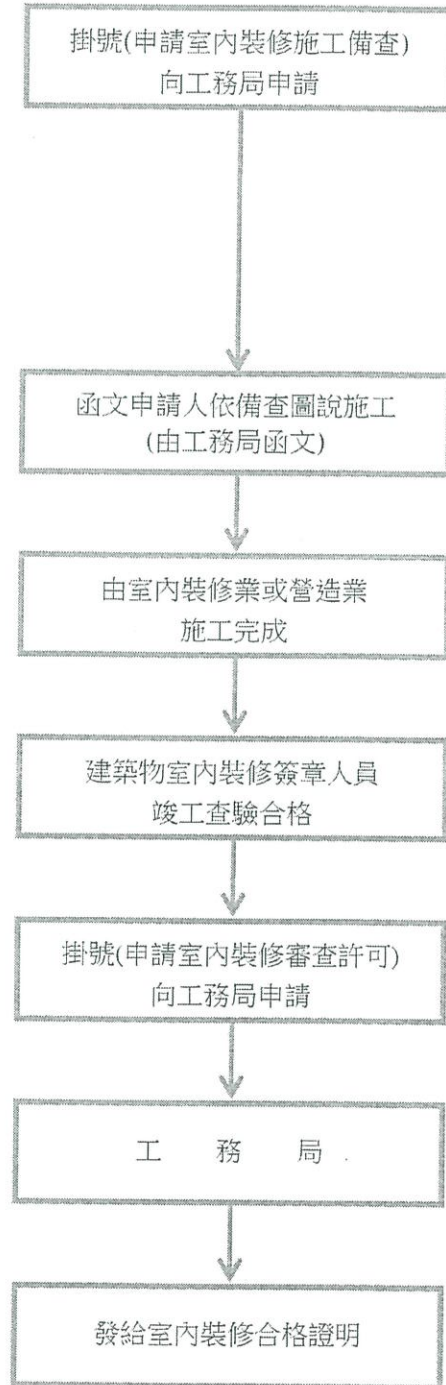 掛號(申請室內裝修施工備查)
向工務局申請
函文申請人依備查圖說施工
(由工務局函文)
由室內裝修業或營造業
施工完成
建築物室內裝修簽章人員
竣工查驗合格
掛號(申請室內裝修審查許可)
向工務局申請
工 務 局
發給室內裝修合格證明